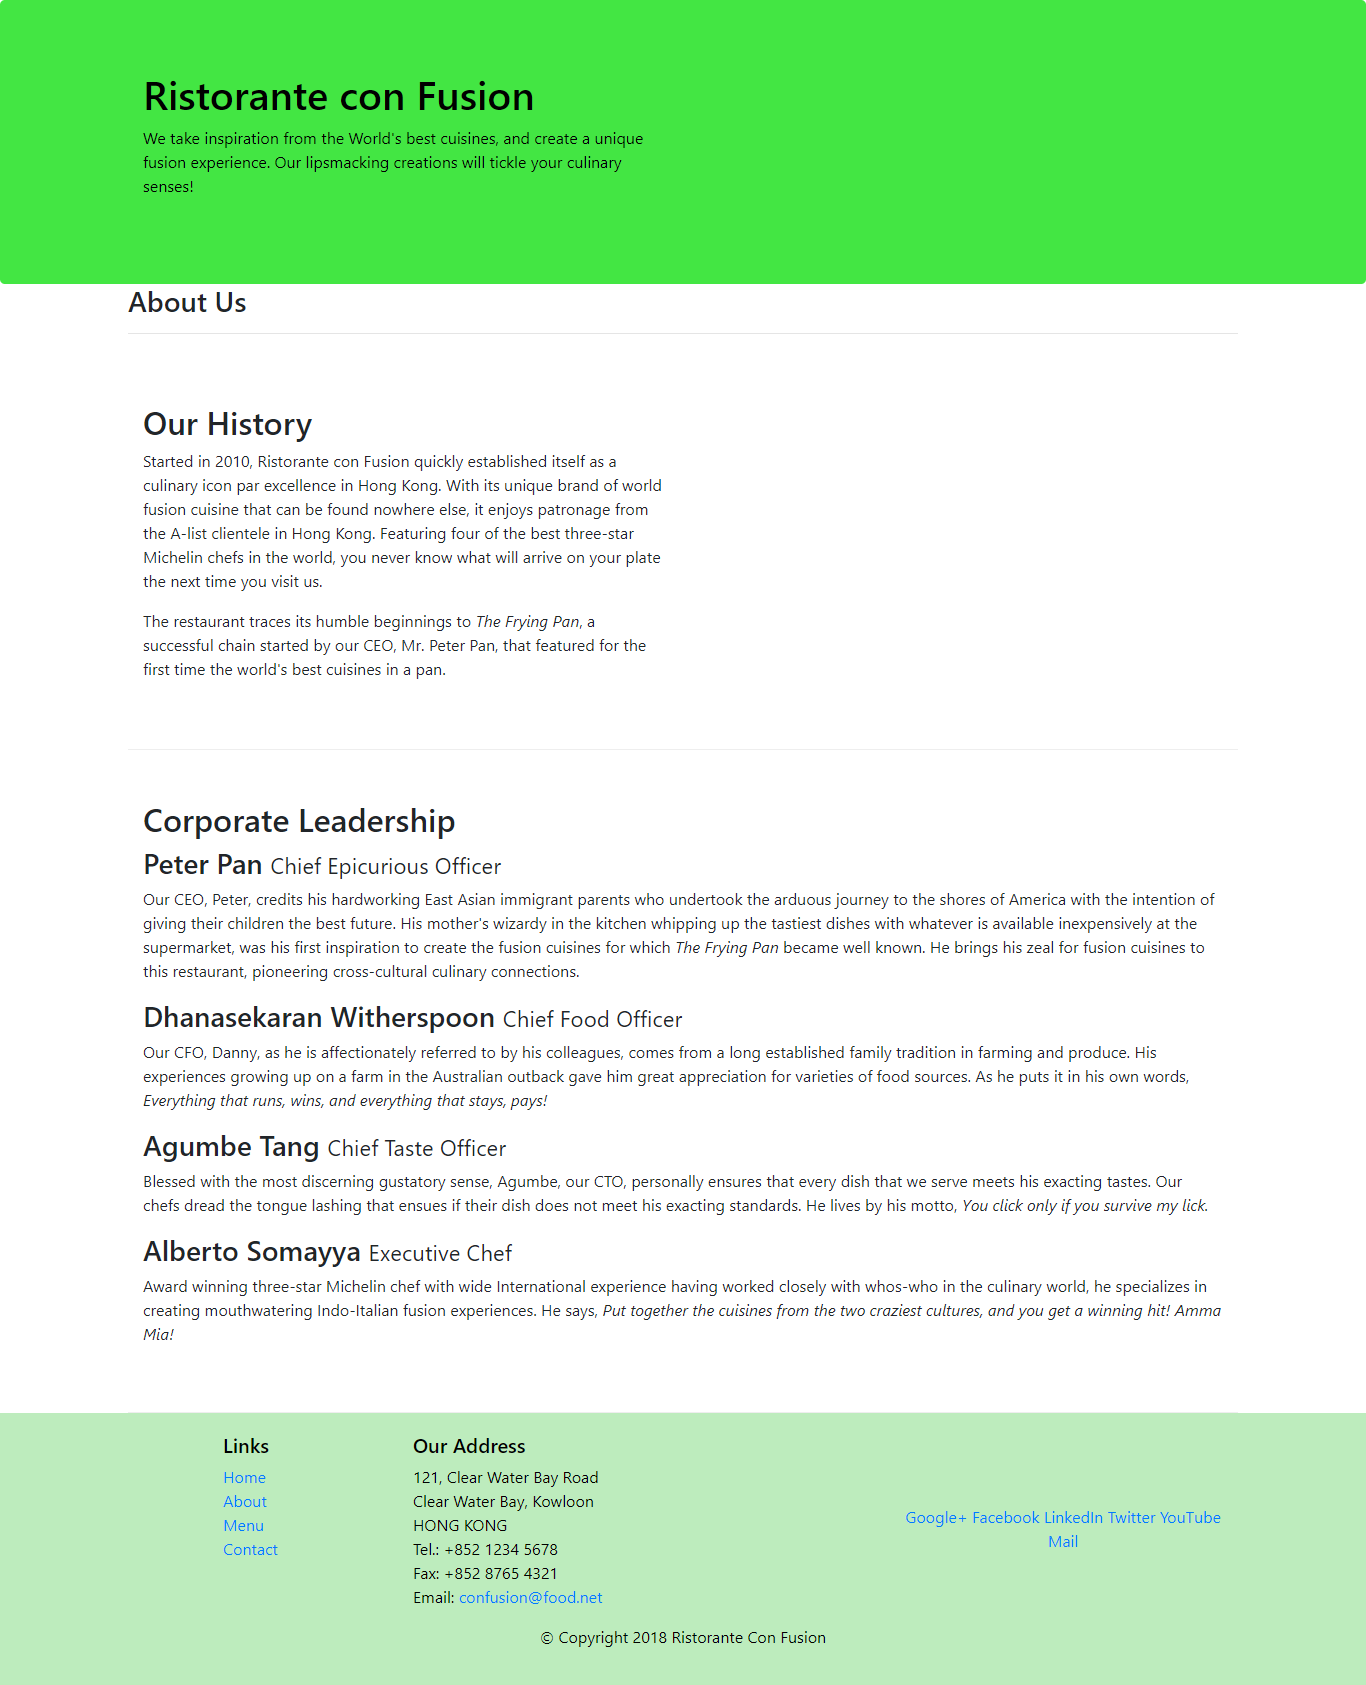 Ristorante con Fusion
We take inspiration from the World's best cuisines, and create a unique
fusion experience. Our lipsmacking creations will tickle your culinary
senses!
About Us
Our History
Started in 2010, Ristorante con Fusion quickly established itself as a
culinary icon par excellence in Hong Kong. With its unique brand of world
fusion cuisine that can be found nowhere else, it enjoys patronage from
the A-list clientele in Hong Kong. Featuring four of the best three-star
Michelin chefs in the world, you never know what will arrive on your plate
the next time you visit us.
The restaurant traces its humble beginnings to The Frying Pan, a
successful chain started by our CEO, Mr. Peter Pan, that featured for the
first time the world's best cuisines in a pan.
Corporate Leadership
Peter Pan Chief Epicurious Officer
Our CEO, Peter, credits his hardworking East Asian immigrant parents who undertook the arduous journey to the shores of America with the intention of
giving their children the best future. His mother's wizardy in the kitchen whipping up the tastiest dishes with whatever is available inexpensively at the
supermarket, was his first inspiration to create the fusion cuisines for which The Frying Pan became well known. He brings his zeal for fusion cuisines to
this restaurant, pioneering cross-cultural culinary connections.
Dhanasekaran Witherspoon Chief Food Officer
Our CFO, Danny, as he is affectionately referred to by his colleagues, comes from a long established family tradition in farming and produce. His
experiences growing up on a farm in the Australian outback gave him great appreciation for varieties of food sources. As he puts it in his own words,
Everything that runs, wins, and everything that stays, pays!
Agumbe Tang Chief Taste Officer
Blessed with the most discerning gustatory sense, Agumbe, our CTO, personally ensures that every dish that we serve meets his exacting tastes. Our
chefs dread the tongue lashing that ensues if their dish does not meet his exacting standards. He lives by his motto, You click only if you survive my lick.
Alberto Somayya Executive Chef
Award winning three-star Michelin chef with wide International experience having worked closely with whos-who in the culinary world, he specializes in
creating mouthwatering Indo-Italian fusion experiences. He says, Put together the cuisines from the two craziest cultures, and you get a winning hit! Amma
Mia!
Links
Home
About
Menu
Contact
Our Address
121, Clear Water Bay Road
Clear Water Bay, Kowloon
HONG KONG
Tel.: +852 1234 5678
Fax: +852 8765 4321
Email: confusion@food.net
Google+ Facebook LinkedIn Twitter YouTube
Mail
© Copyright 2018 Ristorante Con Fusion